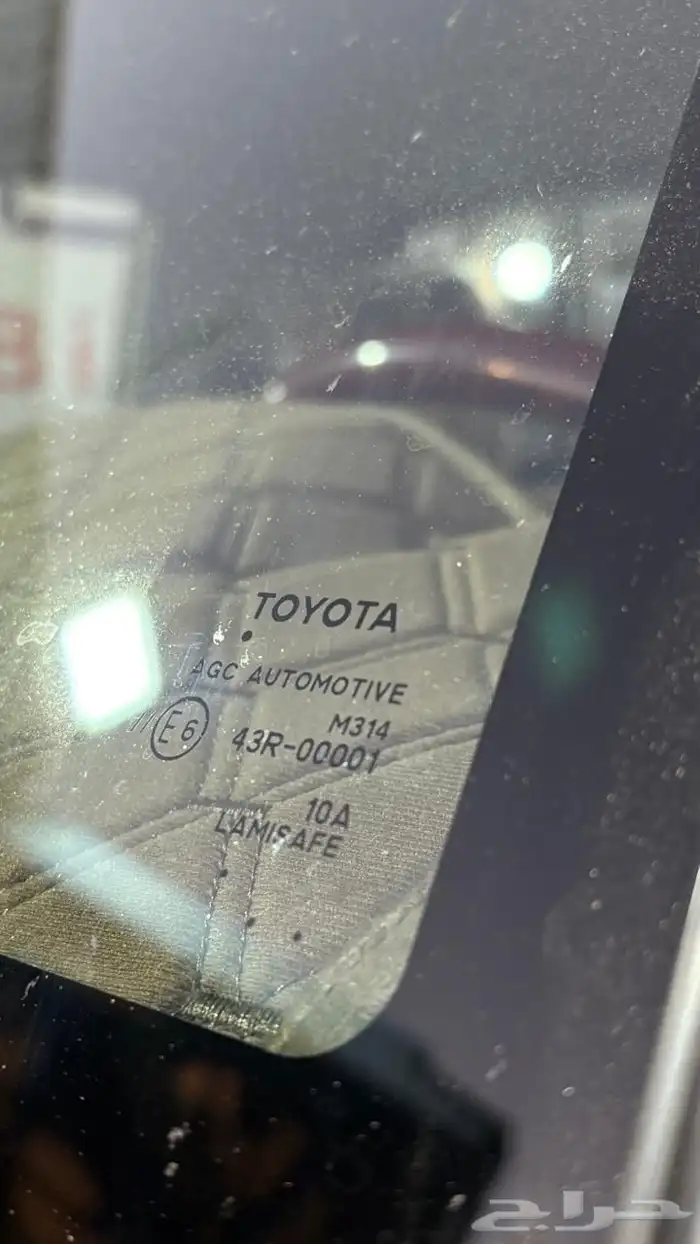 TOYOTA
AGC AUTOMOTIVE
M314
E6 43R-00001
10A
LAMISAFE
حراج